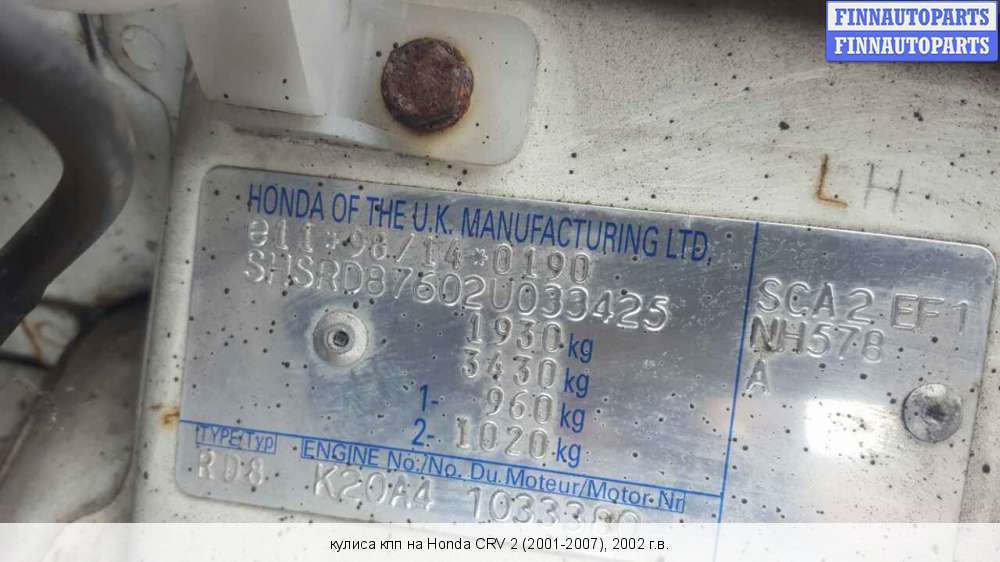 FINNAUTOPARTS
FINNAUTOPARTS
L H
HONDA OF THE U.K. MANUFACTURING LTD.
e11*98/14*0190
SHSRD87602U033425
1930 kg
3430 kg
1- 960 kg
2- 1020 kg
SCA2 EF1
NH578
A
TYPE/Typ ENGINE No:/No. Du. Moteur/Motor Nr
RD8 K20A4 1033380
кулиса кпп на Honda CRV 2 (2001-2007), 2002 г.в.